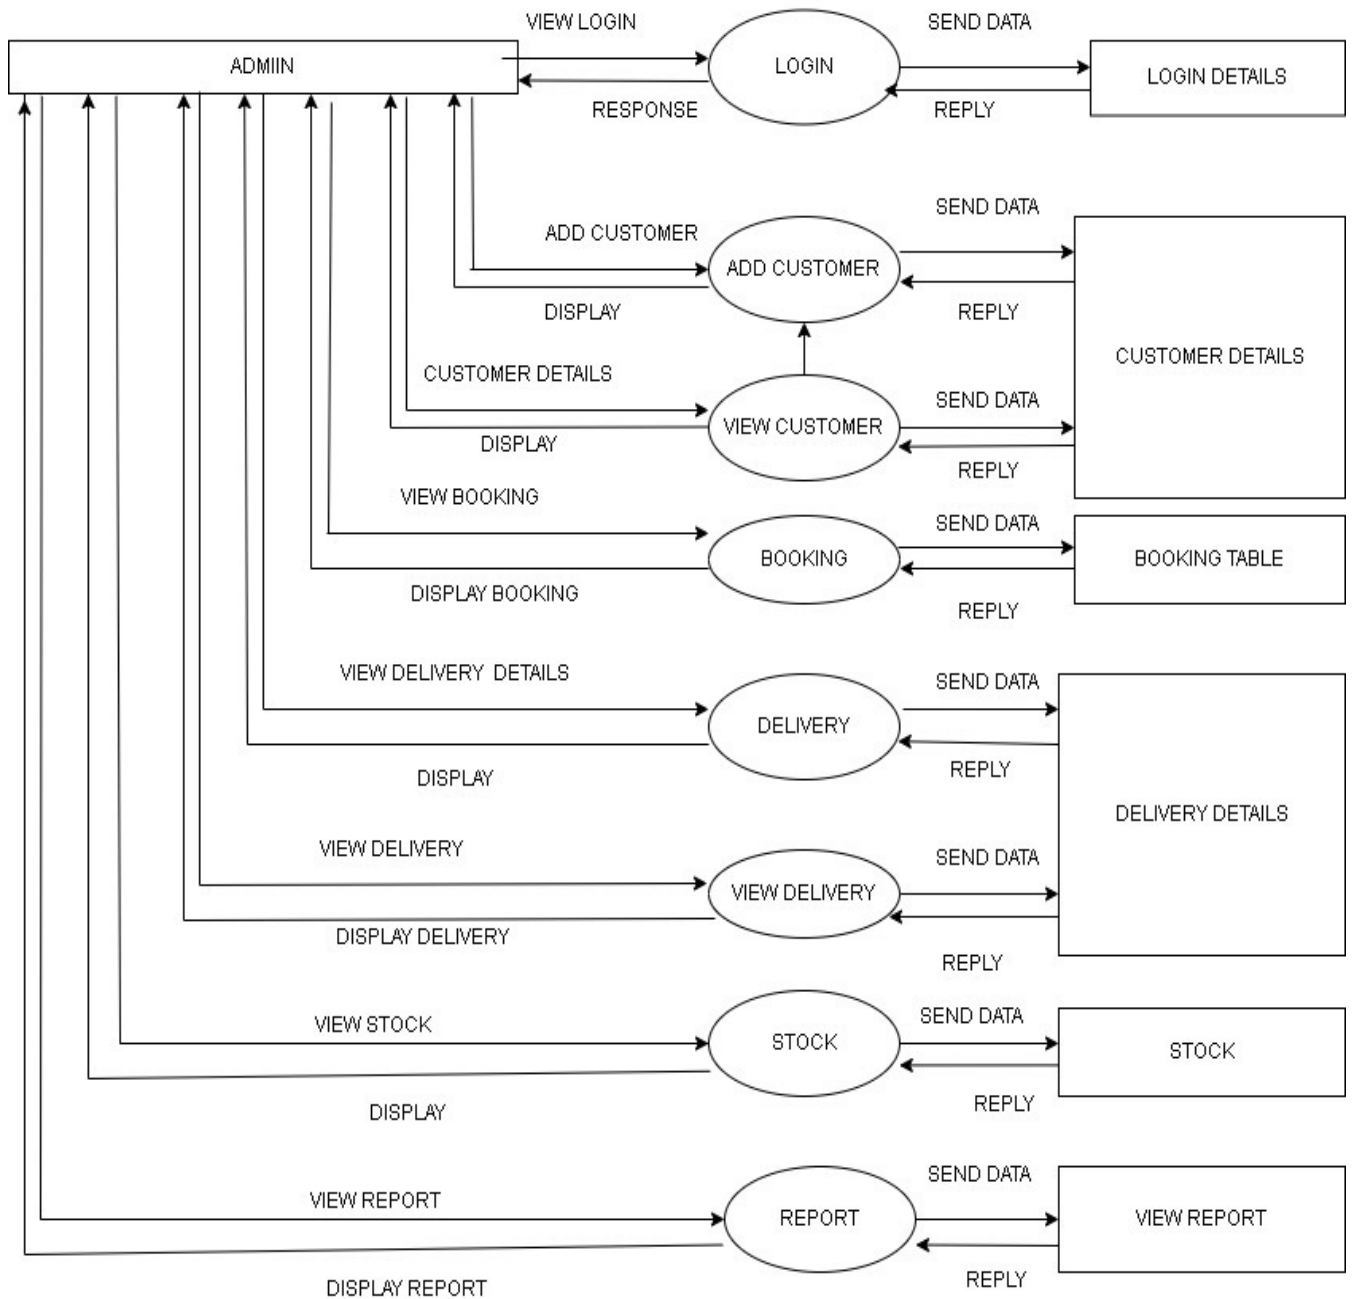 VIEW LOGIN
SEND DATA
ADMIIN
LOGIN
LOGIN DETAILS
RESPONSE
REPLY
SEND DATA
ADD CUSTOMER
ADD CUSTOMER
DISPLAY
REPLY
CUSTOMER DETAILS
CUSTOMER DETAILS
SEND DATA
VIEW CUSTOMER
DISPLAY
REPLY
VIEW BOOKING
SEND DATA
BOOKING
BOOKING TABLE
DISPLAY BOOKING
REPLY
VIEW DELIVERY DETAILS
SEND DATA
DELIVERY
REPLY
DISPLAY
DELIVERY DETAILS
VIEW DELIVERY
SEND DATA
VIEW DELIVERY
DISPLAY DELIVERY
REPLY
VIEW STOCK
SEND DATA
STOCK
STOCK
DISPLAY
REPLY
SEND DATA
VIEW REPORT
REPORT
VIEW REPORT
DISPLAY REPORT
REPLY